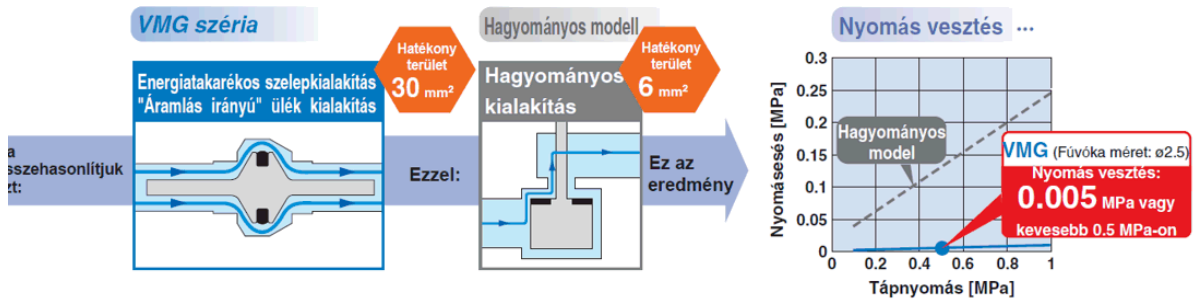 VMG széria
Energiatakarékos szelepkialakítás
"Áramlás irányú" ülék kialakítás
Hatékony
terület
30 mm²
a
sszehasonlítjuk
zt:
Ezzel:
Hagyományos modell
Hagyományos
kialakítás
Hatékony
terület
6 mm²
Ez az
eredmény
Nyomás vesztés ...
Nyomásesés [MPa]
0.3
0.25
0.2
0.15
0.1
0.05
0
Hagyományos
model
VMG (Fúvóka méret: ø2.5)
Nyomás vesztés:
0.005 MPa vagy
kevesebb 0.5 MPa-on
0 0.2 0.4 0.6 0.8 1
Tápnyomás [MPa]